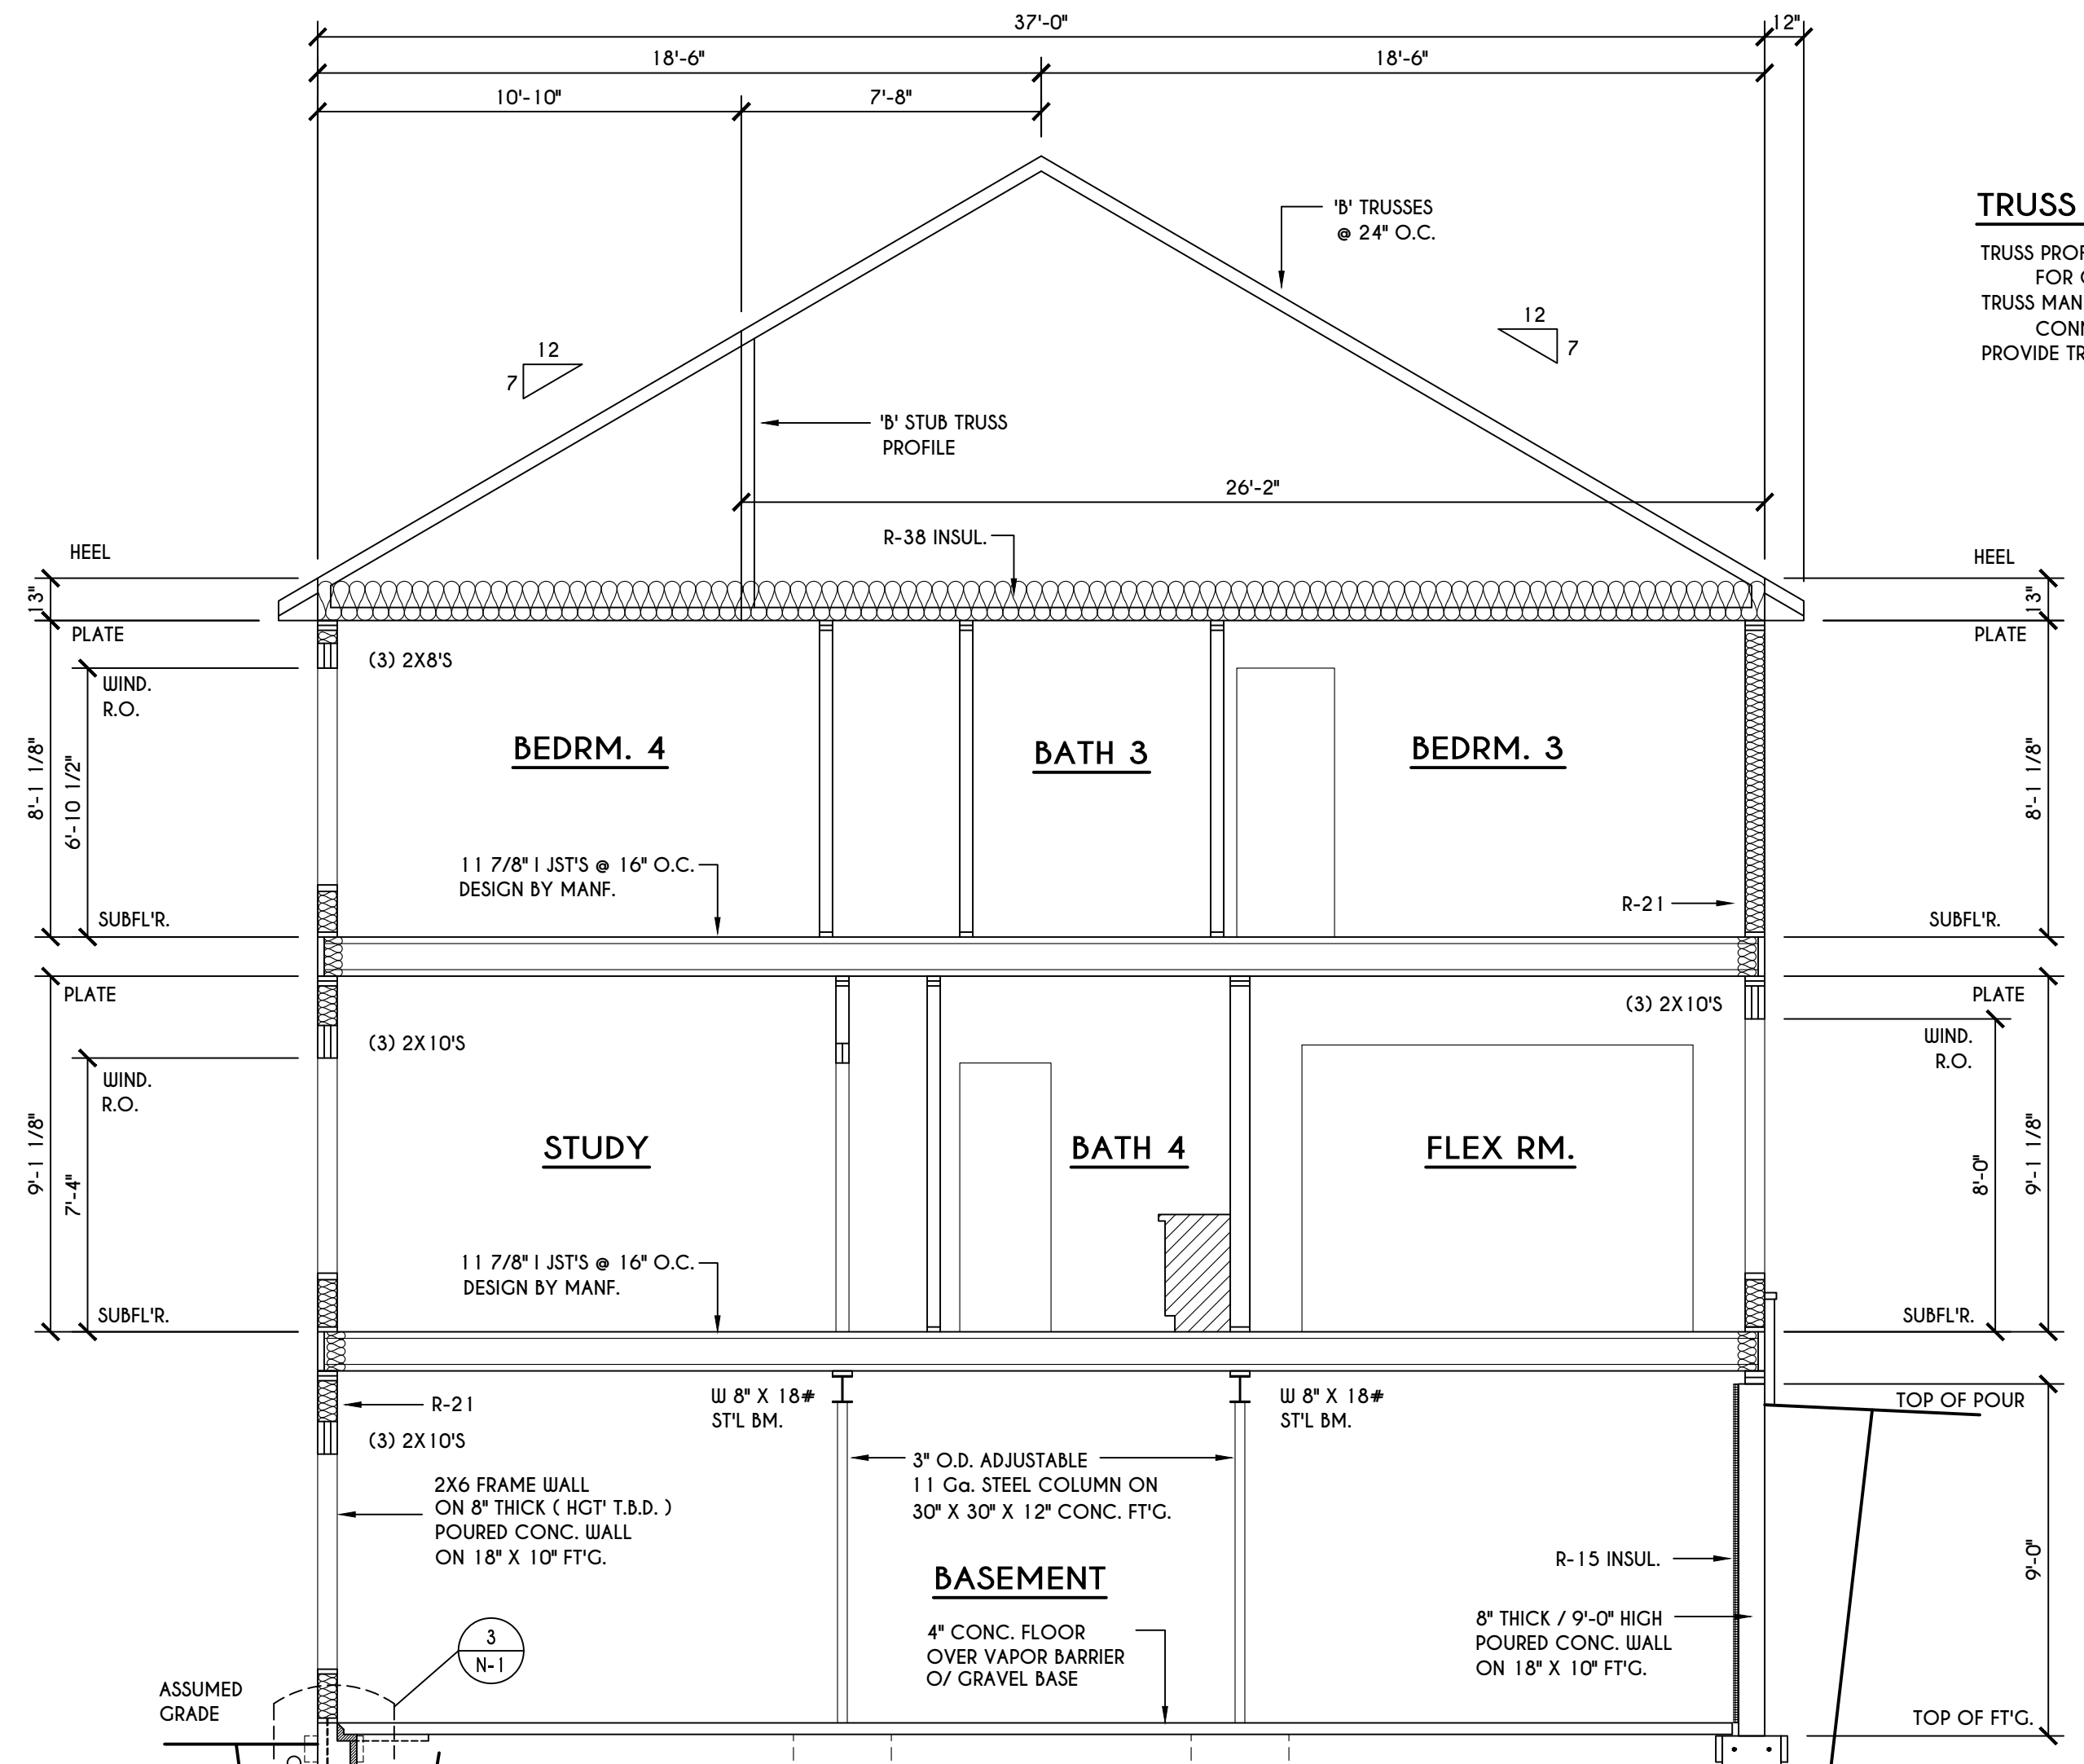 37'-0"
12"
18'-6"
18'-6"
10'-10"
7'-8"
'B' TRUSSES
@ 24" O.C.
TRUSS
TRUSS PROF
FOR
TRUSS MAN
CONN
PROVIDE TR
12
7
12
7
'B' STUB TRUSS
PROFILE
26'-2"
R-38 INSUL.
HEEL
HEEL
13"
13"
PLATE
PLATE
(3) 2X8'S
WIND.
R.O.
BEDRM. 4
BATH 3
BEDRM. 3
8'-1 1/8"
6'-10 1/2"
8'-1 1/8"
11 7/8" I JST'S @ 16" O.C.
DESIGN BY MANF.
R-21
SUBFL'R.
SUBFL'R.
PLATE
PLATE
(3) 2X10'S
(3) 2X10'S
WIND.
R.O.
WIND.
R.O.
STUDY
BATH 4
FLEX RM.
9'-1 1/8"
7'-4"
8'-0"
9'-1 1/8"
11 7/8" I JST'S @ 16" O.C.
DESIGN BY MANF.
SUBFL'R.
SUBFL'R.
R-21
(3) 2X10'S
W 8" X 18#
ST'L BM.
W 8" X 18#
ST'L BM.
TOP OF POUR
2X6 FRAME WALL
ON 8" THICK ( HGT' T.B.D. )
POURED CONC. WALL
ON 18" X 10" FT'G.
3" O.D. ADJUSTABLE
11 Ga. STEEL COLUMN ON
30" X 30" X 12" CONC. FT'G.
R-15 INSUL.
9'-0"
BASEMENT
4" CONC. FLOOR
OVER VAPOR BARRIER
O/ GRAVEL BASE
8" THICK / 9'-0" HIGH
POURED CONC. WALL
ON 18" X 10" FT'G.
3
N-1
ASSUMED
GRADE
TOP OF FT'G.